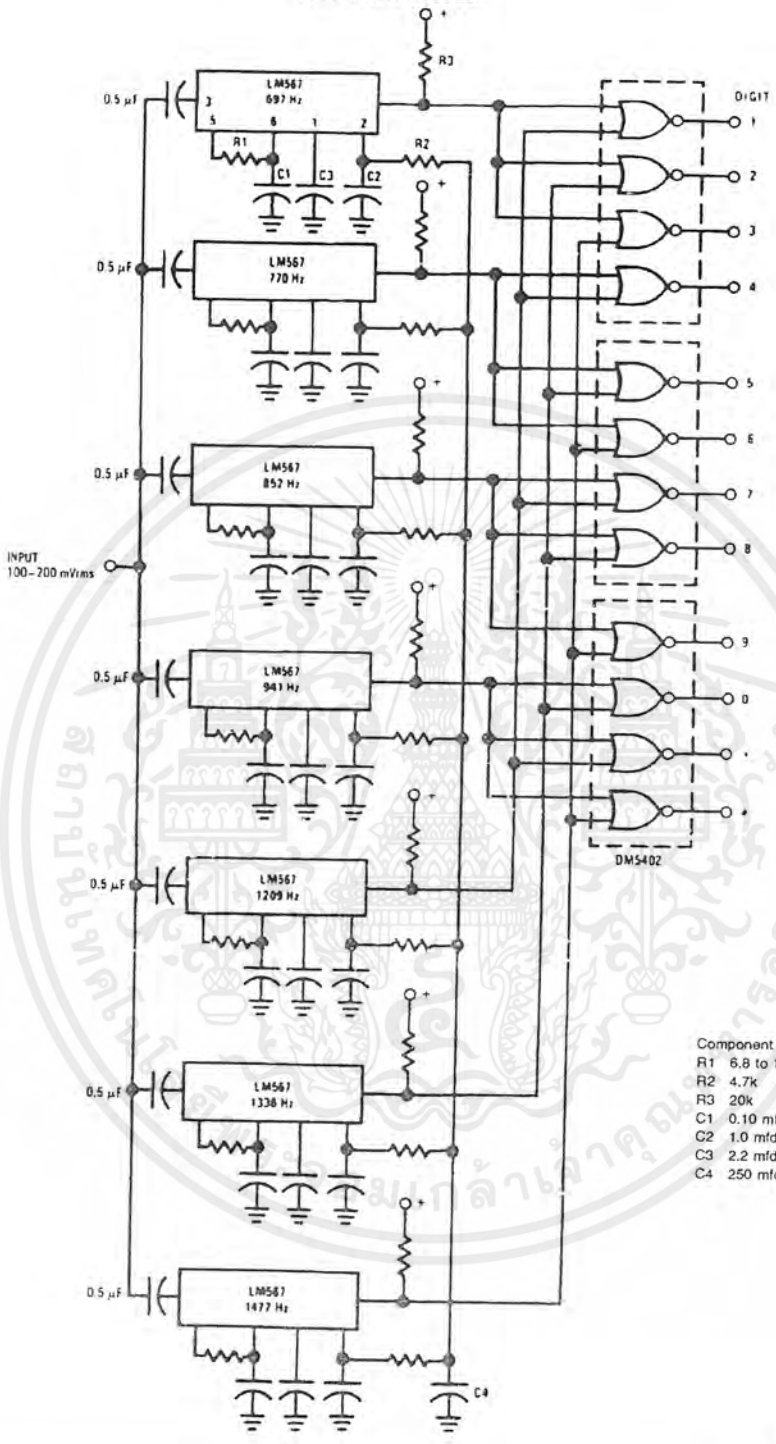 +
R3
LM567
697 Hz
0.5 µF
3
5 6 1 2
R1
R2
C1 C3 C2
DIGIT
1
2
3
4
+
0.5 µF
LM567
770 Hz
5
6
7
8
+
LM567
852 Hz
0.5 µF
INPUT
100-200 mVrms
+
9
0
*
#
DM5402
LM567
941 Hz
0.5 µF
+
LM567
1209 Hz
0.5 µF
+
LM567
1336 Hz
0.5 µF
Component
R1 6.8 to
R2 4.7k
R3 20k
C1 0.10
C2 1.0 mfd
C3 2.2 mfd
C4 250
+
LM567
1477 Hz
0.5 µF
C4